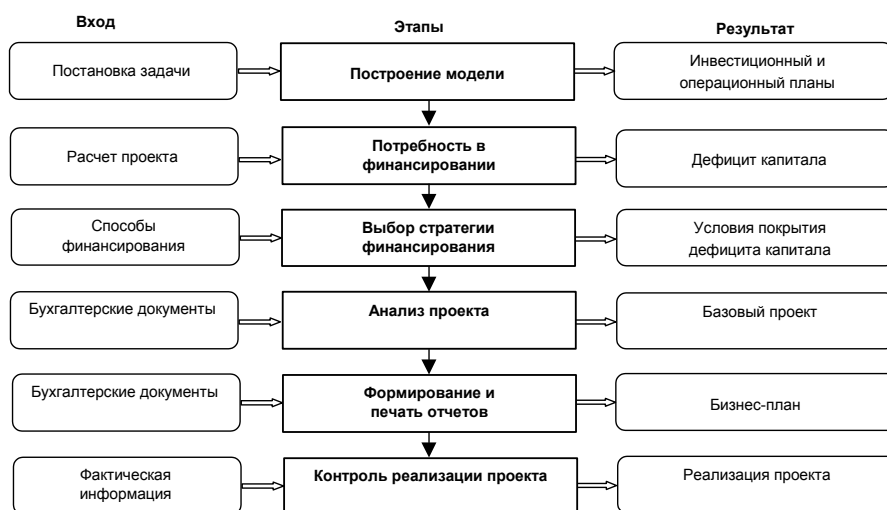 Вход
Этапы
Результат
Постановка задачи
Построение модели
Инвестиционный и
операционный планы
Расчет проекта
Потребность в
финансировании
Дефицит капитала
Способы
финансирования
Выбор стратегии
финансирования
Условия покрытия
дефицита капитала
Бухгалтерские документы
Анализ проекта
Базовый проект
Бухгалтерские документы
Формирование и
печать отчетов
Бизнес-план
Фактическая
информация
Контроль реализации проекта
Реализация проекта